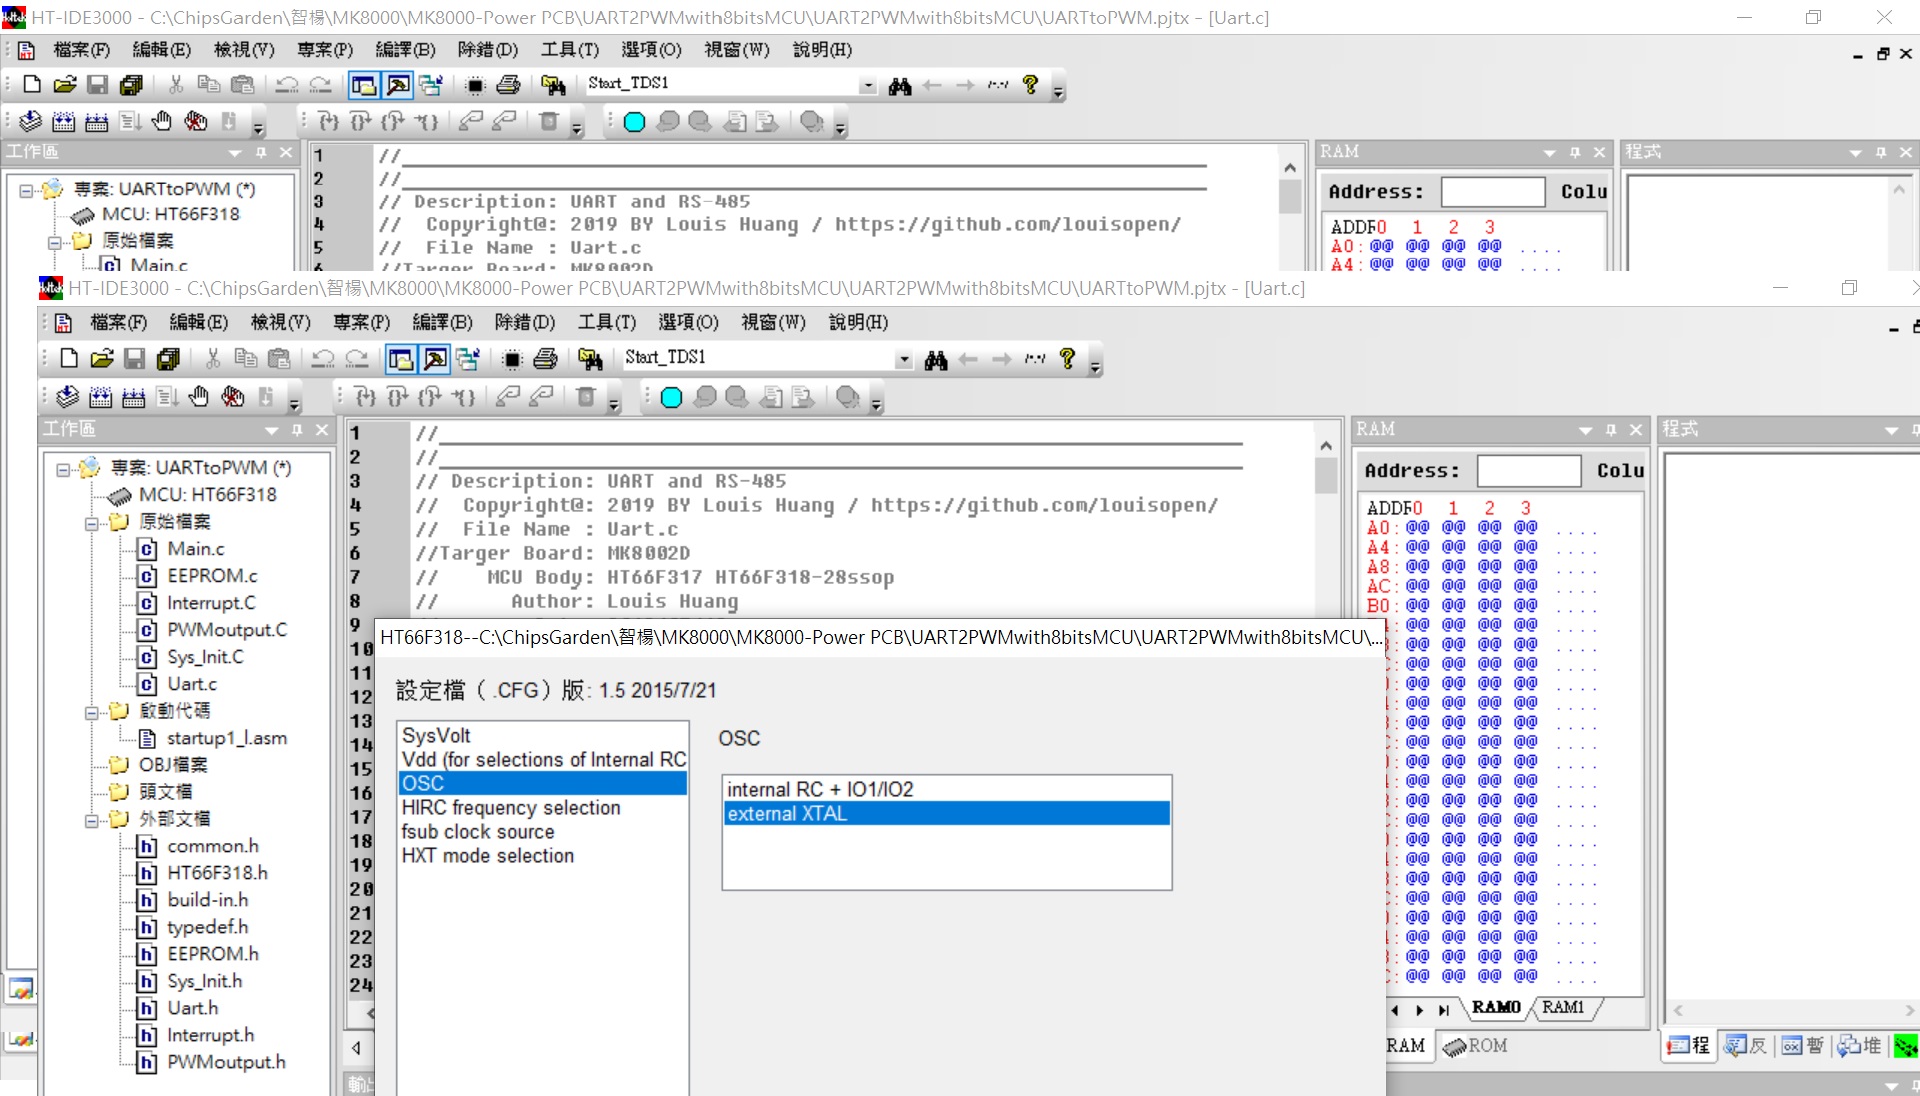 HT-IDE3000 - C:\ChipsGarden\智楊\MK8000\MK8000-Power PCB\UART2PWMwith8bitsMCU\UART2PWMwith8bitsMCU\UARTtoPWM.pjtx - [Uart.c]
檔案(F) 編輯(E) 檢視(V) 專案(P) 編譯(B) 除錯(D) 工具(T) 選項(O) 視窗(W) 說明(H)
Start_TDS1
工作區
專案: UARTtoPWM (*)
MCU: HT66F318
原始檔案
Main.c
1 //
2 //
3 // Description: UART and RS-485
4 // Copyright@: 2019 BY Louis Huang / https://github.com/louisopen/
5 // File Name : Uart.c
6 //Targer Board: MK8002D
RAM
Address: Colu
ADDR0 1 2 3
A0: @@ @@ @@ @@ ....
A4: @@ @@ @@ @@ ....
程式
HT-IDE3000 - C:\ChipsGarden\智楊\MK8000\MK8000-Power PCB\UART2PWMwith8bitsMCU\UART2PWMwith8bitsMCU\UARTtoPWM.pjtx - [Uart.c]
檔案(F) 編輯(E) 檢視(V) 專案(P) 編譯(B) 除錯(D) 工具(T) 選項(O) 視窗(W) 說明(H)
Start_TDS1
工作區
專案: UARTtoPWM (*)
MCU: HT66F318
原始檔案
Main.c
EEPROM.c
Interrupt.C
PWMoutput.C
Sys_Init.C
Uart.c
啟動代碼
startup1_l.asm
OBJ檔案
頭文檔
外部文檔
common.h
HT66F318.h
build-in.h
typedef.h
EEPROM.h
Sys_Init.h
Uart.h
Interrupt.h
PWMoutput.h
1 //
2 //
3 // Description: UART and RS-485
4 // Copyright@: 2019 BY Louis Huang / https://github.com/louisopen/
5 // File Name : Uart.c
6 //Targer Board: MK8002D
7 // MCU Body: HT66F317 HT66F318-28ssop
8 // Author: Louis Huang
9
10
11
12
13
14
15
16
17
18
19
20
21
22
23
24
HT66F318--C:\ChipsGarden\智楊\MK8000\MK8000-Power PCB\UART2PWMwith8bitsMCU\UART2PWMwith8bitsMCU\...
設定檔（ .CFG）版: 1.5 2015/7/21
SysVolt
Vdd (for selections of Internal RC
OSC
HIRC frequency selection
fsub clock source
HXT mode selection
OSC
internal RC + IO1/IO2
external XTAL
RAM
Address: Colu
ADDR0 1 2 3
A0: @@ @@ @@ @@ ....
A4: @@ @@ @@ @@ ....
A8: @@ @@ @@ @@ ....
AC: @@ @@ @@ @@ ....
B0: @@ @@ @@ @@ ....
RAM0 RAM1
RAM ROM
程式
程 反 暫 堆
輸出